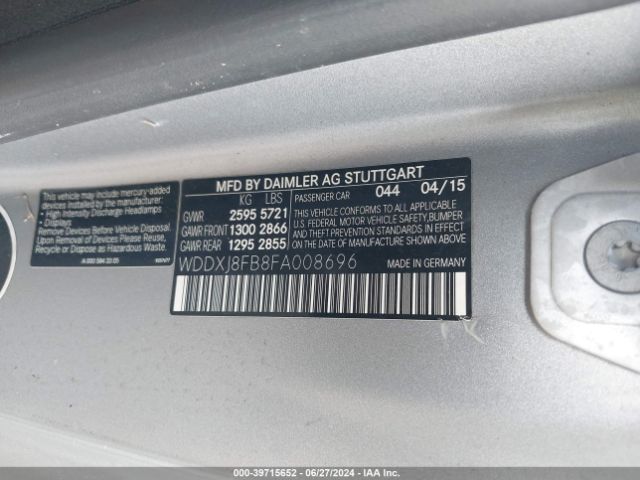 This vehicle may include mercury-added
devices installed by the manufacturer:
- High Intensity Discharge Headlamps
- Displays
Remove Devices Before Vehicle Disposal.
Upon Removal of Devices Please Reuse,
Recycle or Dispose as Hazardous Waste.
A 000 584 33 05
MFD BY DAIMLER AG STUTTGART
KG LBS PASSENGER CAR 044 04/15
GVWR 2595 5721
GAWR FRONT 1300 2866
GAWR REAR 1295 2855
THIS VEHICLE CONFORMS TO ALL APPLICABLE
U.S. FEDERAL MOTOR VEHICLE SAFETY, BUMPER
AND THEFT PREVENTION STANDARDS IN
EFFECT ON THE DATE OF MANUFACTURE
SHOWN ABOVE.
WDDXJ8FB8FA008696
MADE IN GERMANY
000-39715652 / 06/27/2024 / IAA Inc.